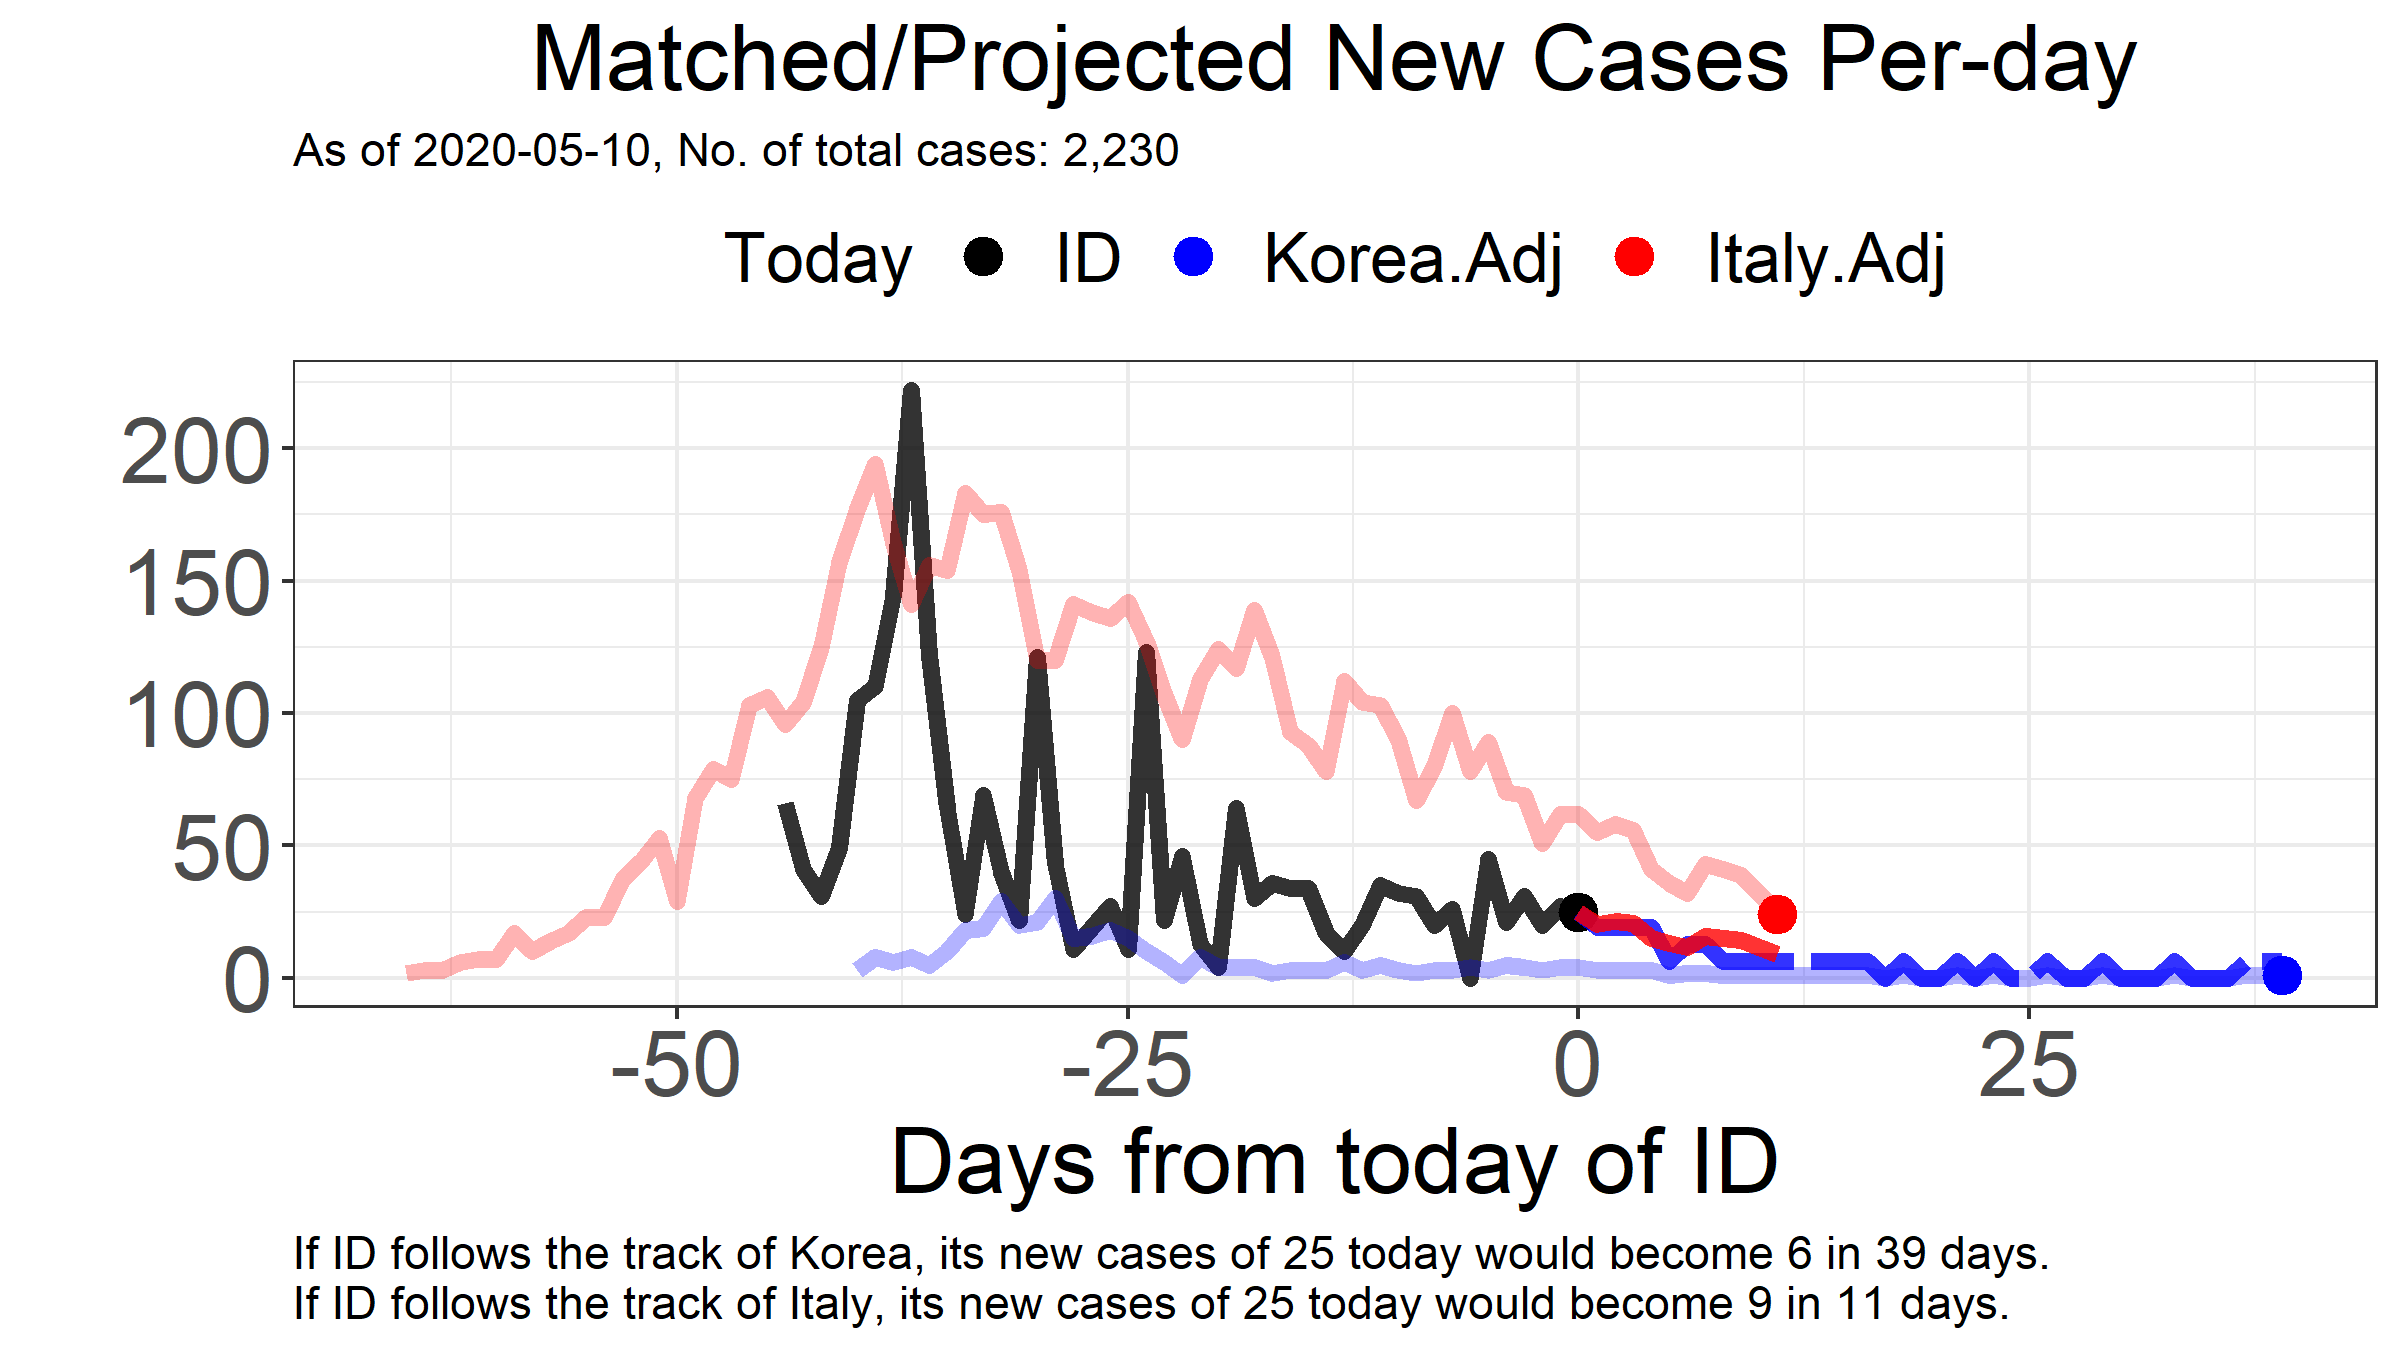 Matched/Projected New Cases Per-day
As of 2020-05-10, No. of total cases: 2,230
Today ID Korea.Adj Italy.Adj
200
150
100
50
0
-50 -25 0 25
Days from today of ID
If ID follows the track of Korea, its new cases of 25 today would become 6 in 39 days.
If ID follows the track of Italy, its new cases of 25 today would become 9 in 11 days.